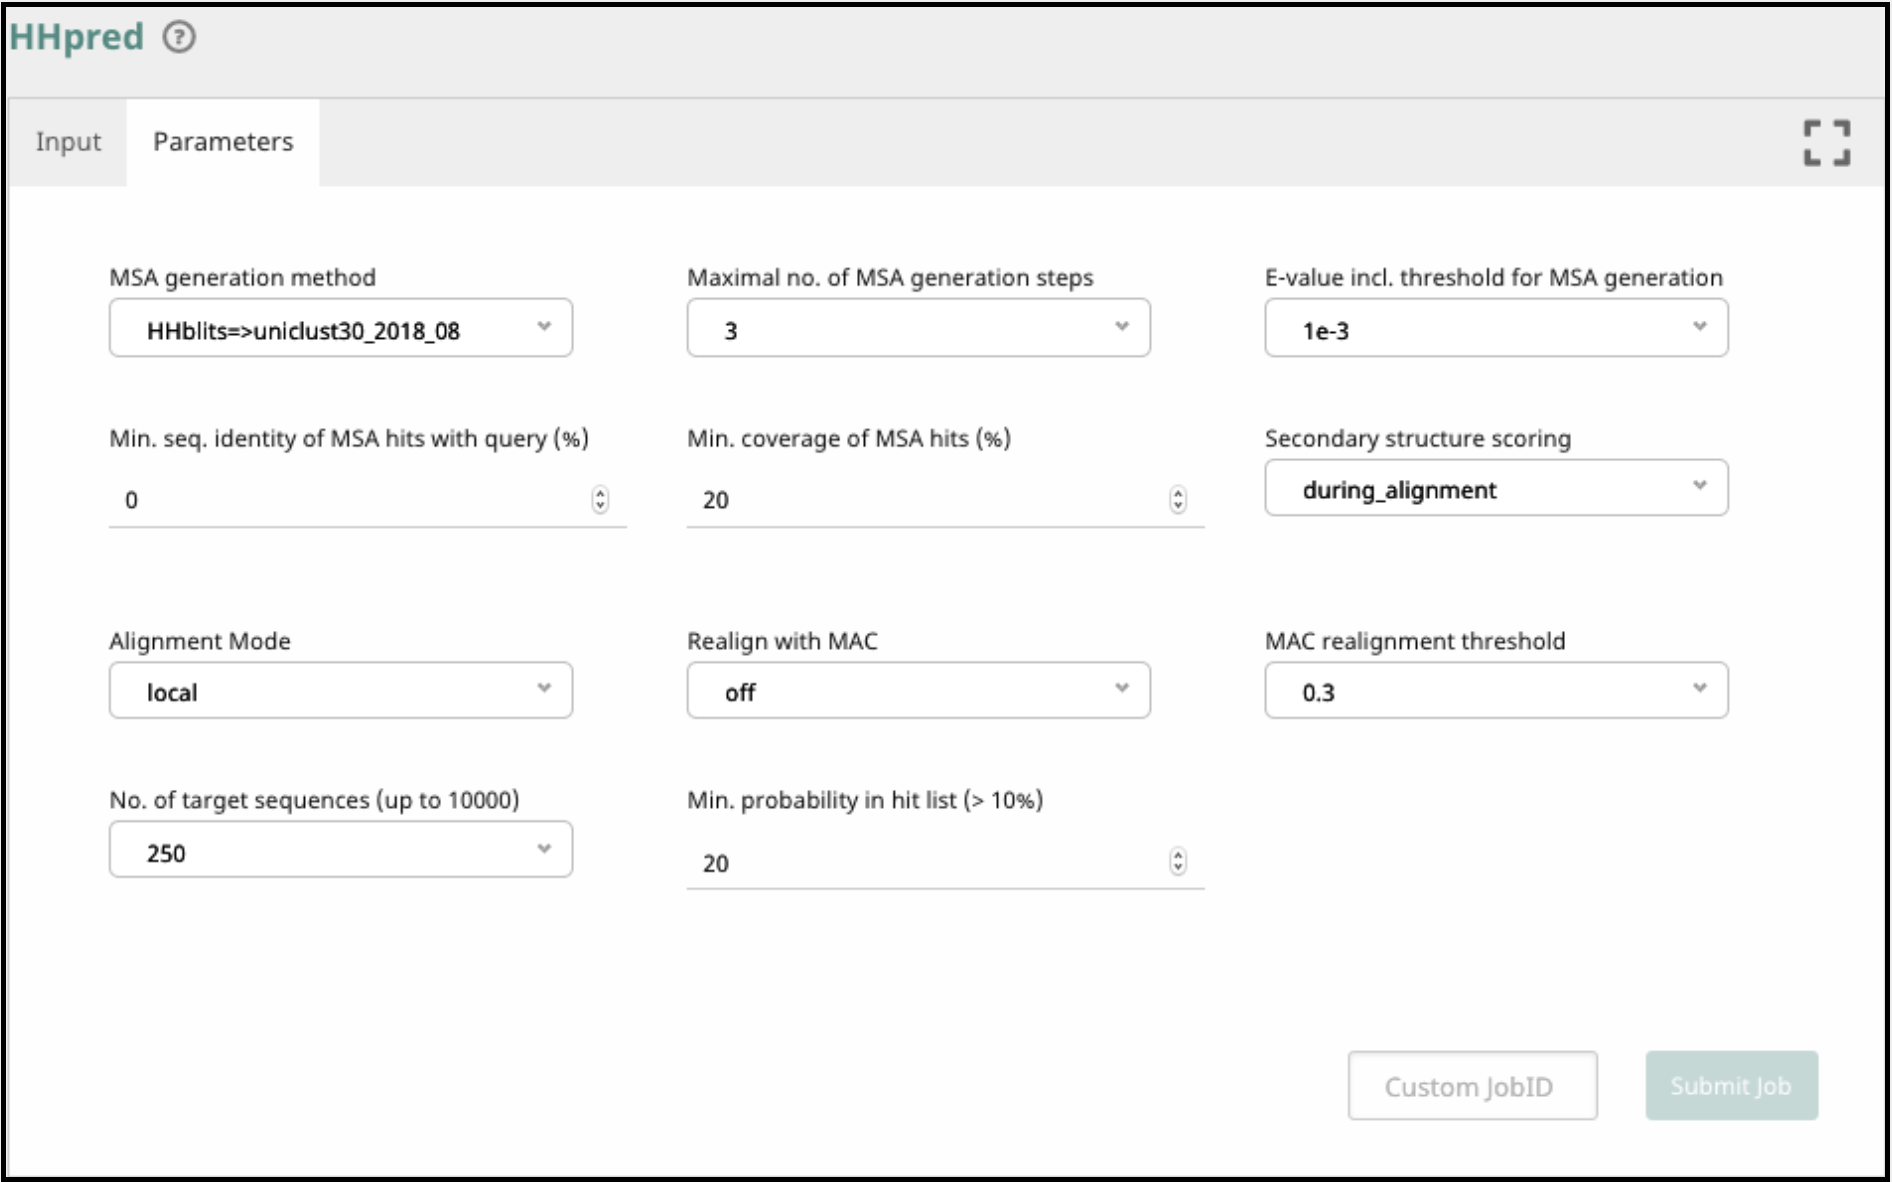 HHpred ?
Input Parameters
MSA generation method Maximal no. of MSA generation steps E-value incl. threshold for MSA generation
HHblits=>uniclust30_2018_08 3 1e-3
Min. seq. identity of MSA hits with query (%) Min. coverage of MSA hits (%) Secondary structure scoring
0 20 during_alignment
Alignment Mode Realign with MAC MAC realignment threshold
local off 0.3
No. of target sequences (up to 10000) Min. probability in hit list (> 10%)
250 20
Custom JobID Submit Job